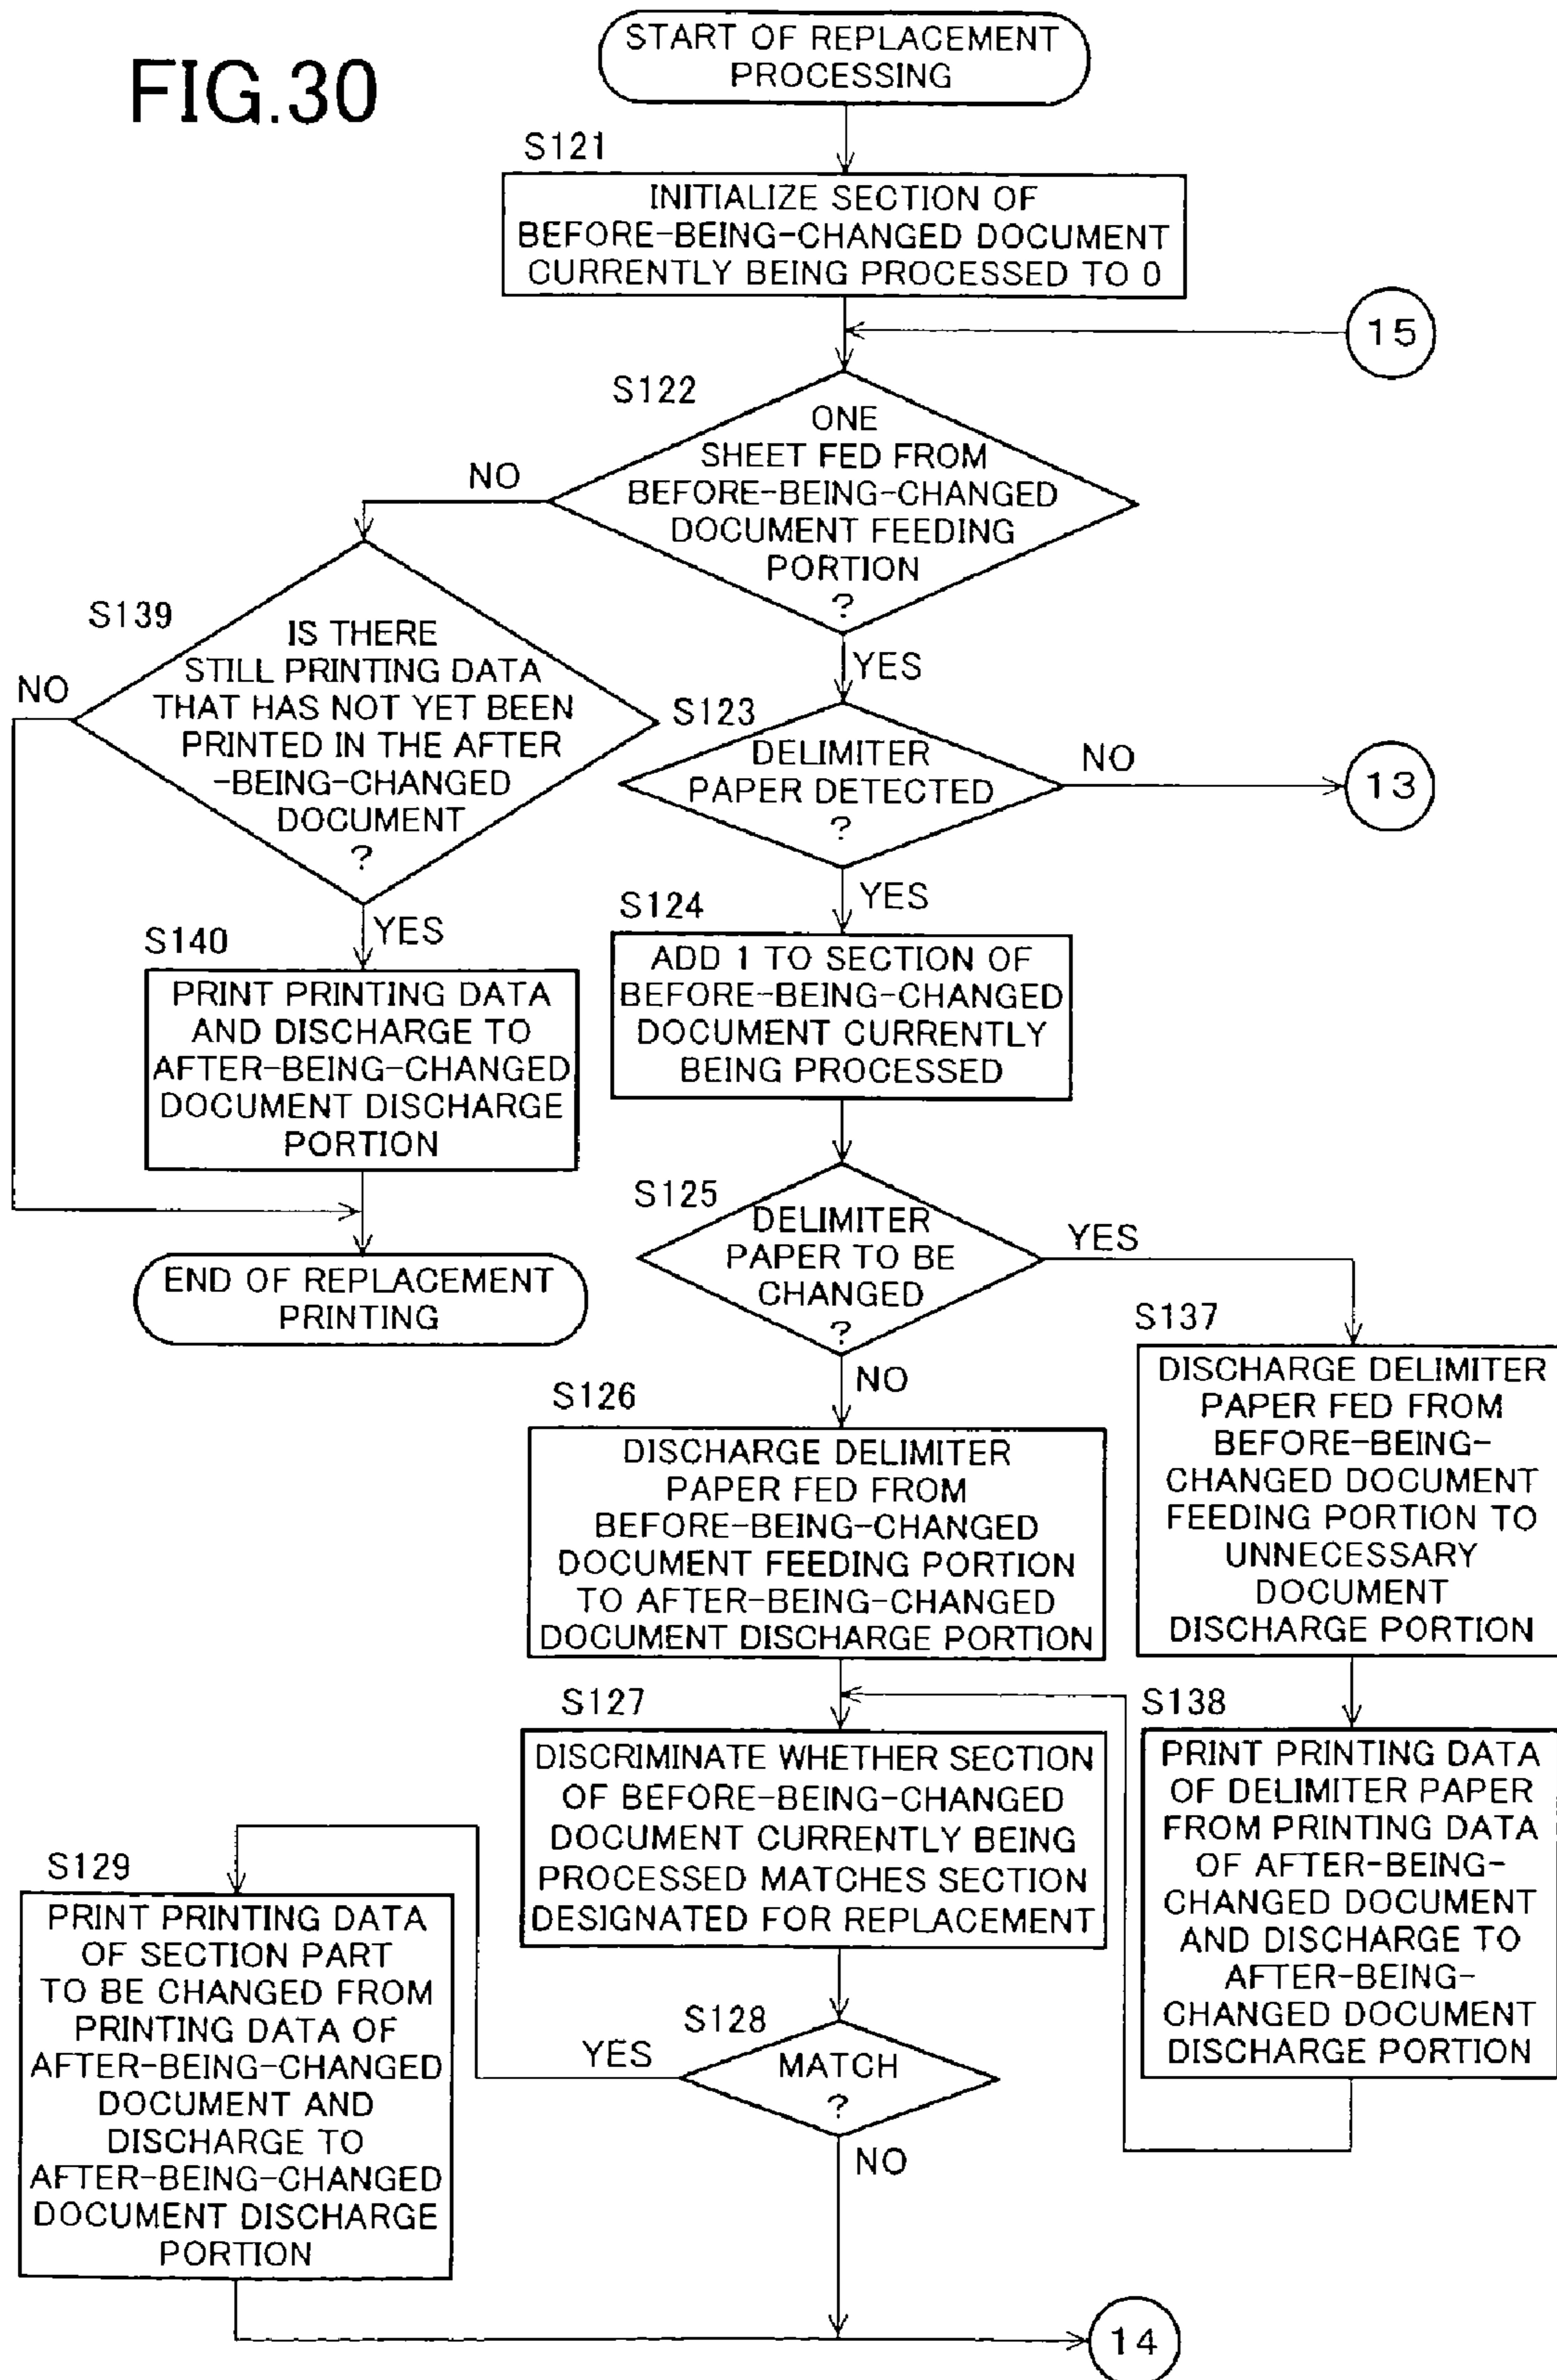 FIG.30
START OF REPLACEMENT
PROCESSING
S121
INITIALIZE SECTION OF
BEFORE-BEING-CHANGED DOCUMENT
CURRENTLY BEING PROCESSED TO 0
15
S122
ONE
SHEET FED FROM
BEFORE-BEING-CHANGED
DOCUMENT FEEDING
PORTION
?
NO
YES
S139
IS THERE
STILL PRINTING DATA
THAT HAS NOT YET BEEN
PRINTED IN THE AFTER
-BEING-CHANGED
DOCUMENT
?
NO
YES
S123
DELIMITER
PAPER DETECTED
?
NO
13
YES
S140
PRINT PRINTING DATA
AND DISCHARGE TO
AFTER-BEING-CHANGED
DOCUMENT DISCHARGE
PORTION
END OF REPLACEMENT
PRINTING
S124
ADD 1 TO SECTION OF
BEFORE-BEING-CHANGED
DOCUMENT CURRENTLY
BEING PROCESSED
S125
DELIMITER
PAPER TO BE
CHANGED
?
YES
NO
S137
DISCHARGE DELIMITER
PAPER FED FROM
BEFORE-BEING-
CHANGED DOCUMENT
FEEDING PORTION TO
UNNECESSARY
DOCUMENT
DISCHARGE PORTION
S126
DISCHARGE DELIMITER
PAPER FED FROM
BEFORE-BEING-CHANGED
DOCUMENT FEEDING PORTION
TO AFTER-BEING-CHANGED
DOCUMENT DISCHARGE PORTION
S138
PRINT PRINTING DATA
OF DELIMITER PAPER
FROM PRINTING DATA
OF AFTER-BEING-
CHANGED DOCUMENT
AND DISCHARGE TO
AFTER-BEING-
CHANGED DOCUMENT
DISCHARGE PORTION
S127
DISCRIMINATE WHETHER SECTION
OF BEFORE-BEING-CHANGED
DOCUMENT CURRENTLY BEING
PROCESSED MATCHES SECTION
DESIGNATED FOR REPLACEMENT
S128
MATCH
?
YES
NO
S129
PRINT PRINTING DATA
OF SECTION PART
TO BE CHANGED FROM
PRINTING DATA OF
AFTER-BEING-CHANGED
DOCUMENT AND
DISCHARGE TO
AFTER-BEING-CHANGED
DOCUMENT DISCHARGE
PORTION
14